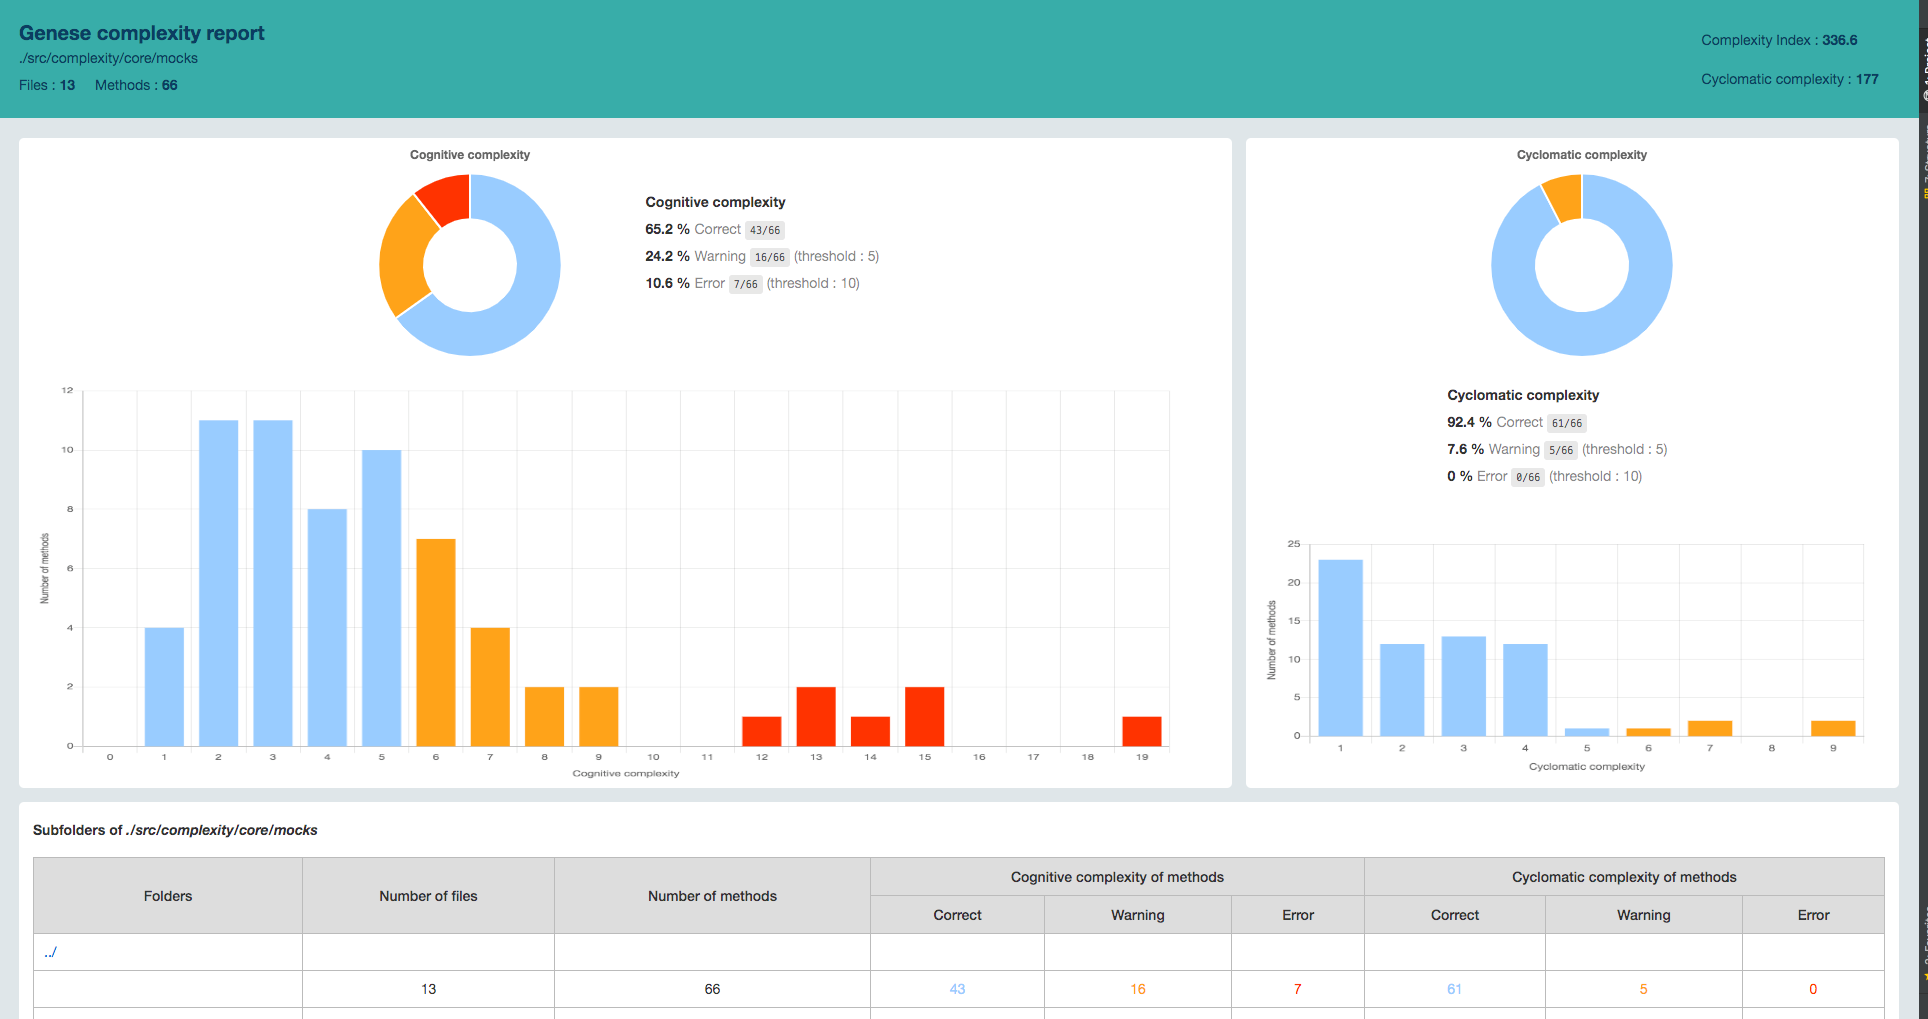 Genese complexity report
./src/complexity/core/mocks
Files : 13 Methods : 66
Complexity Index : 336.6
Cyclomatic complexity : 177
Cognitive complexity
Cognitive complexity
65.2 % Correct 43/66
24.2 % Warning 16/66 (threshold : 5)
10.6 % Error 7/66 (threshold : 10)
12
10
8
6
4
2
0
Number of methods
0 1 2 3 4 5 6 7 8 9 10 11 12 13 14 15 16 17 18 19
Cognitive complexity
Cyclomatic complexity
Cyclomatic complexity
92.4 % Correct 61/66
7.6 % Warning 5/66 (threshold : 5)
0 % Error 0/66 (threshold : 10)
25
20
15
10
5
0
Number of methods
1 2 3 4 5 6 7 8 9
Cyclomatic complexity
Subfolders of ./src/complexity/core/mocks
Folders Number of files Number of methods Cognitive complexity of methods Cyclomatic complexity of methods
Correct Warning Error Correct Warning Error
../
13 66 43 16 7 61 5 0